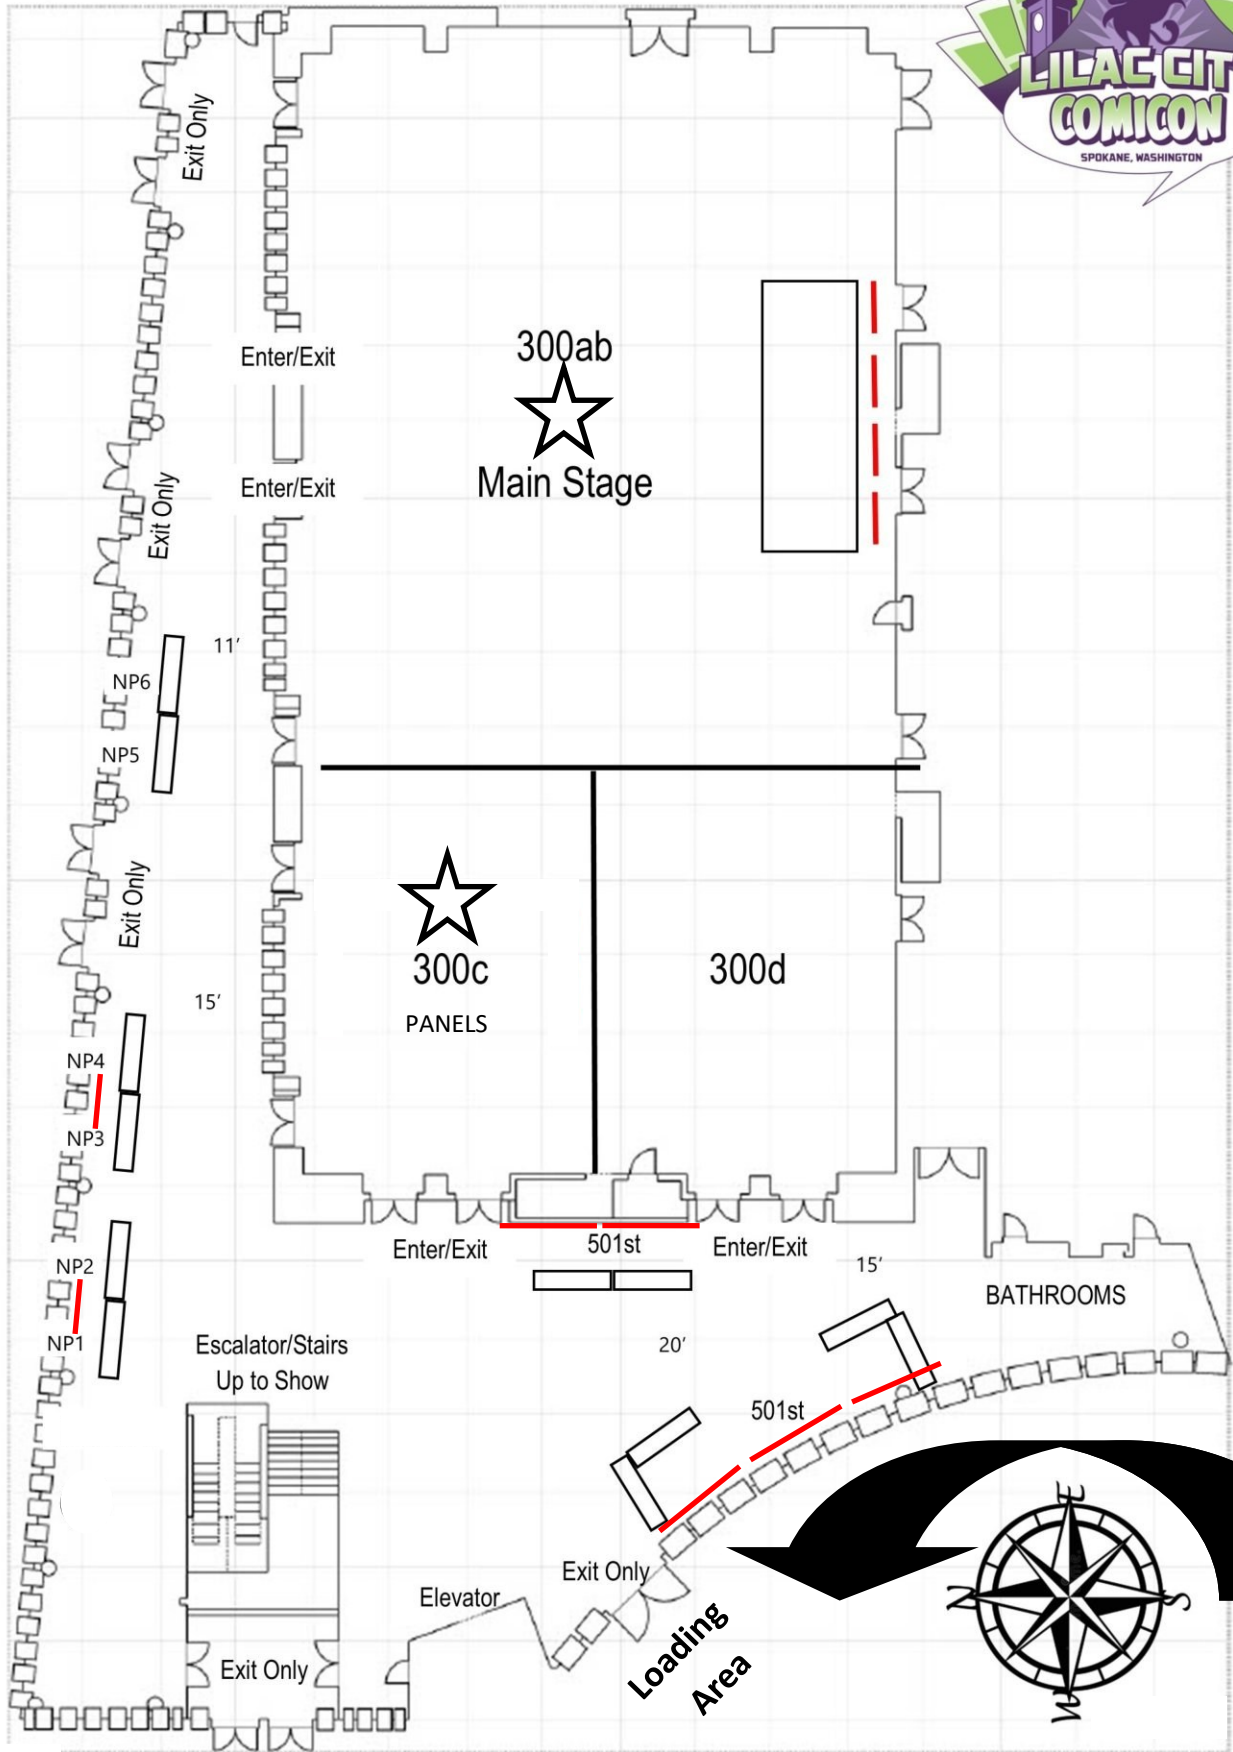 LILAC CIT
COMICON
SPOKANE, WASHINGTON
Exit Only
Enter/Exit
300ab
Enter/Exit
Main Stage
Exit Only
11'
NP6
NP5
Exit Only
300c
300d
15'
PANELS
NP4
NP3
Enter/Exit
501st
Enter/Exit
15'
NP2
BATHROOMS
NP1
Escalator/Stairs
Up to Show
20'
501st
Exit Only
Elevator
Loading
Area
Exit Only
E
N
S
W